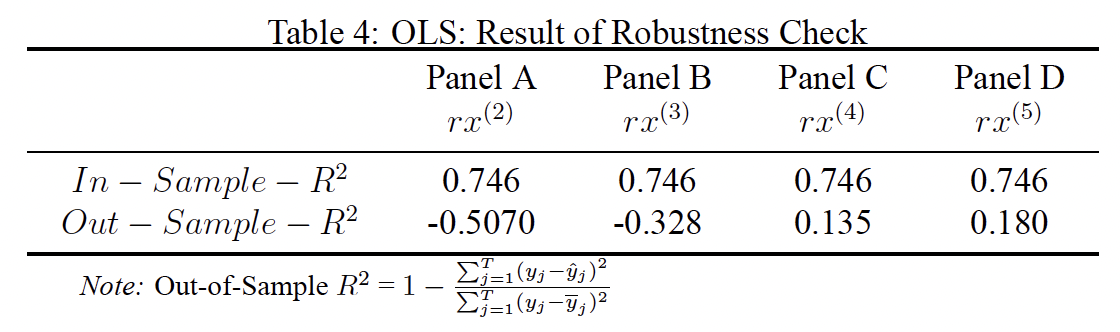 Table 4: OLS: Result of Robustness Check
Panel A Panel B Panel C Panel D
rx^(2) rx^(3) rx^(4) rx^(5)
In − Sample − R^2 0.746 0.746 0.746 0.746
Out − Sample − R^2 -0.5070 -0.328 0.135 0.180
Note: Out-of-Sample R^2 = 1 − \frac{\sum_{j=1}^{T}(y_j−\hat{y}_j)^2}{\sum_{j=1}^{T}(y_j−\overline{y}_j)^2}